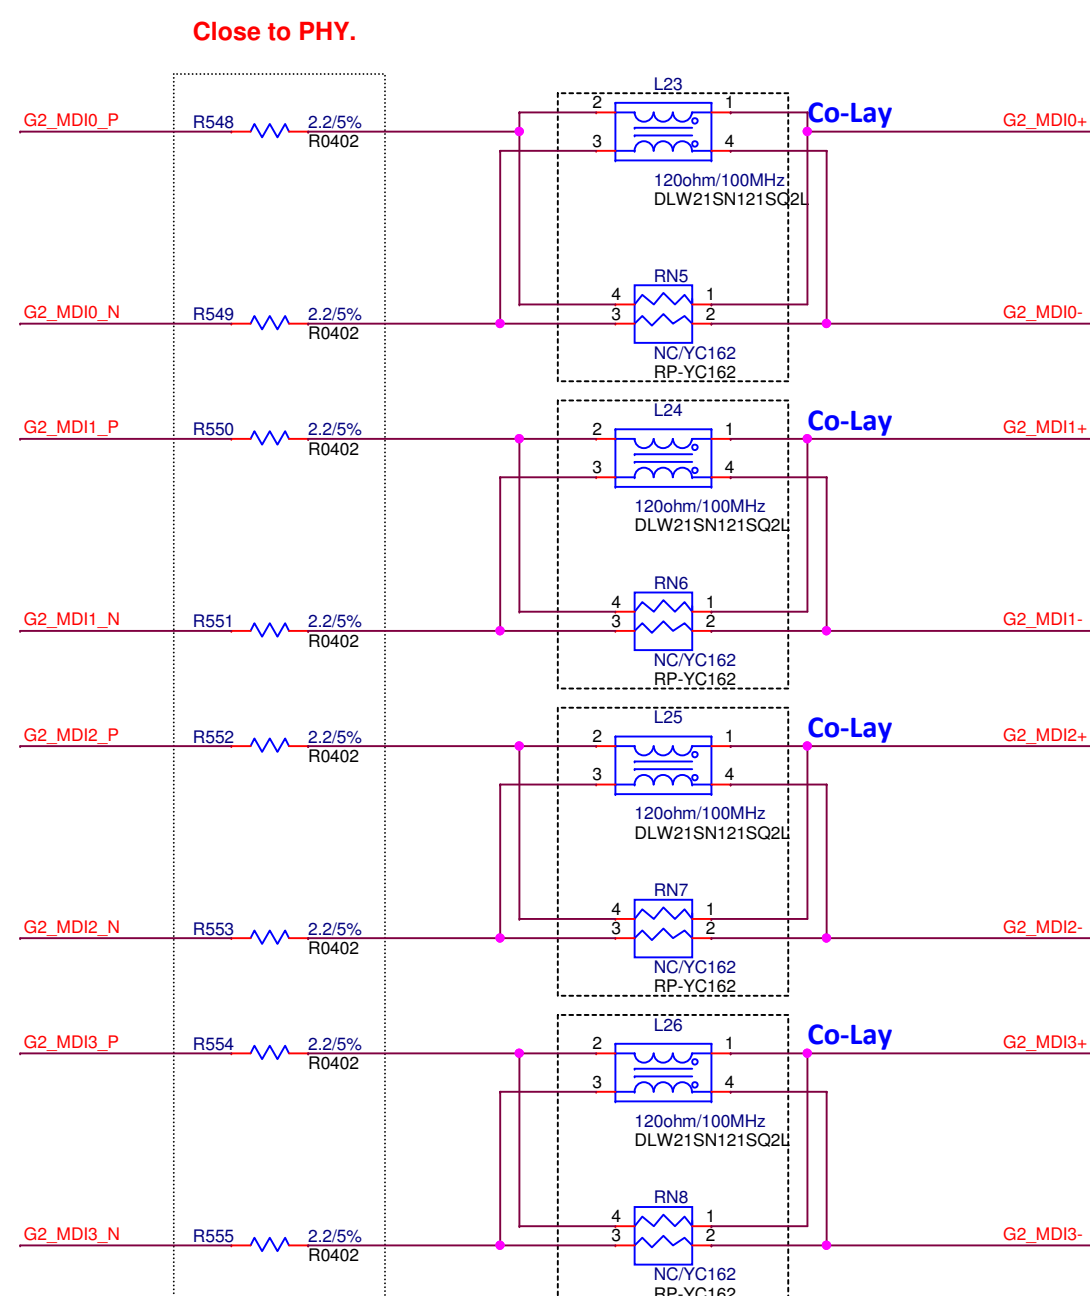 Close to PHY.
L23
G2_MDI0_P R548 2.2/5% 2 1 Co-Lay G2_MDI0+
R0402 3 4
120ohm/100MHz
DLW21SN121SQ2L
RN5
4 1
G2_MDI0_N R549 2.2/5% 3 2 G2_MDI0-
R0402
NC/YC162
RP-YC162
L24
G2_MDI1_P R550 2.2/5% 2 1 Co-Lay G2_MDI1+
R0402
3 4
120ohm/100MHz
DLW21SN121SQ2L
RN6
4 1
G2_MDI1_N R551 2.2/5% 3 2 G2_MDI1-
R0402
NC/YC162
RP-YC162
L25
G2_MDI2_P R552 2.2/5% 2 1 Co-Lay G2_MDI2+
R0402
3 4
120ohm/100MHz
DLW21SN121SQ2L
RN7
4 1
G2_MDI2_N R553 2.2/5% 3 2 G2_MDI2-
R0402
NC/YC162
RP-YC162
L26
G2_MDI3_P R554 2.2/5% 2 1 Co-Lay G2_MDI3+
R0402
3 4
120ohm/100MHz
DLW21SN121SQ2L
RN8
4 1
G2_MDI3_N R555 2.2/5% 3 2 G2_MDI3-
R0402
NC/YC162
RP-YC162